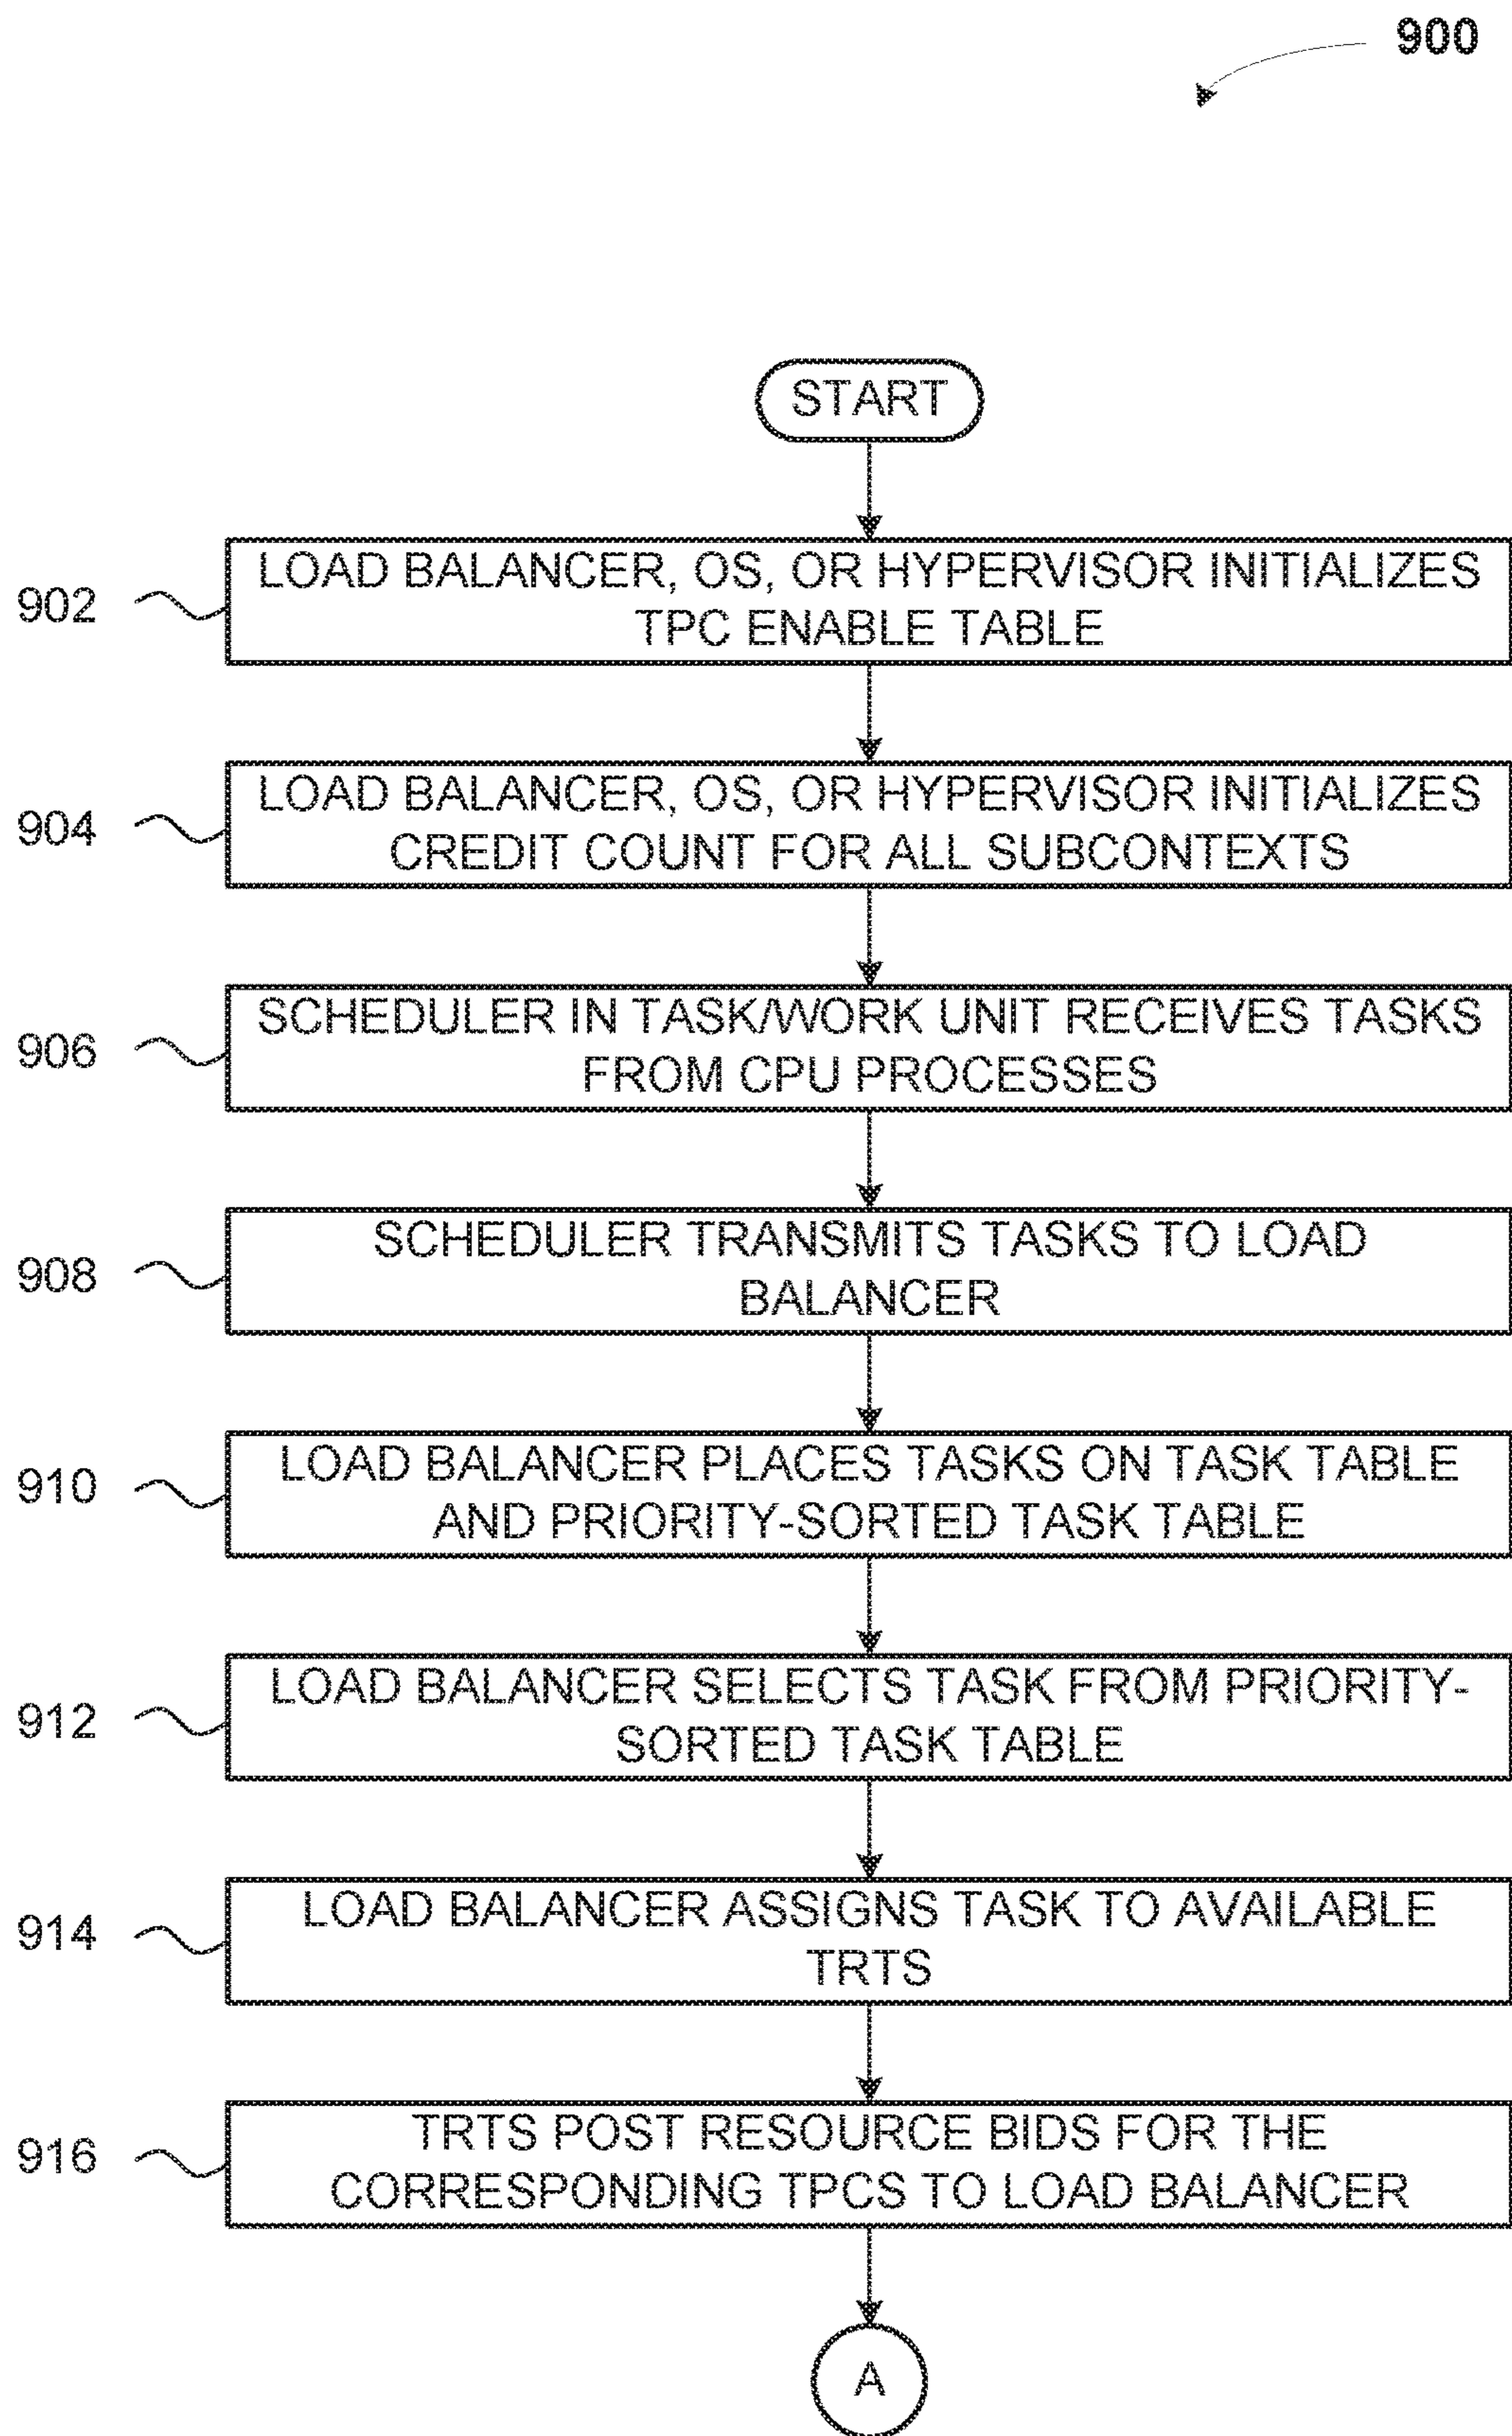 900
START
902
LOAD BALANCER, OS, OR HYPERVISOR INITIALIZES
TPC ENABLE TABLE
904
LOAD BALANCER, OS, OR HYPERVISOR INITIALIZES
CREDIT COUNT FOR ALL SUBCONTEXTS
906
SCHEDULER IN TASK/WORK UNIT RECEIVES TASKS
FROM CPU PROCESSES
908
SCHEDULER TRANSMITS TASKS TO LOAD
BALANCER
910
LOAD BALANCER PLACES TASKS ON TASK TABLE
AND PRIORITY-SORTED TASK TABLE
912
LOAD BALANCER SELECTS TASK FROM PRIORITY-
SORTED TASK TABLE
914
LOAD BALANCER ASSIGNS TASK TO AVAILABLE
TRTS
916
TRTS POST RESOURCE BIDS FOR THE
CORRESPONDING TPCS TO LOAD BALANCER
A